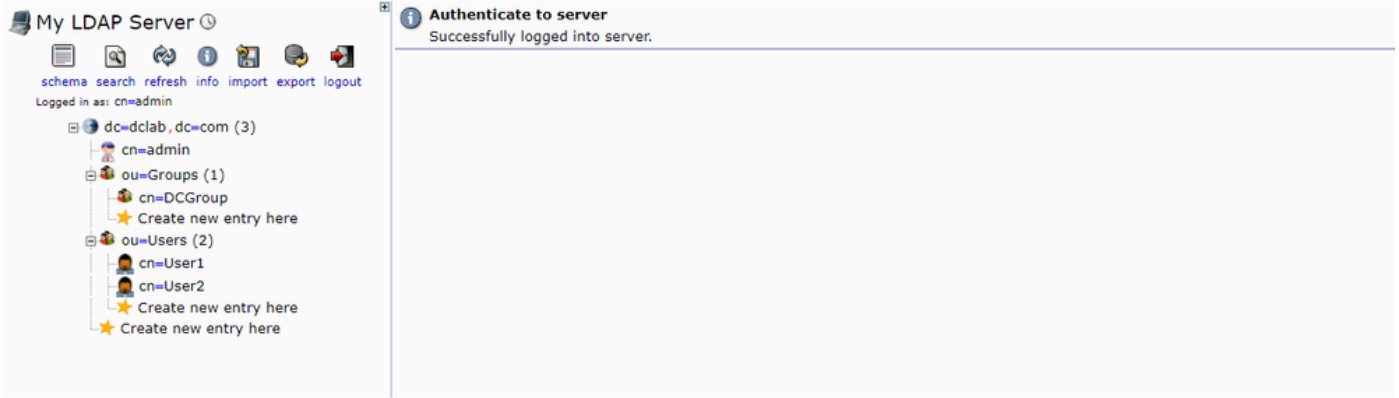 My LDAP Server
schema search refresh info import export logout
Logged in as: cn=admin
dc=dclab,dc=com (3)
cn=admin
ou=Groups (1)
cn=DCGroup
Create new entry here
ou=Users (2)
cn=User1
cn=User2
Create new entry here
Create new entry here
Authenticate to server
Successfully logged into server.